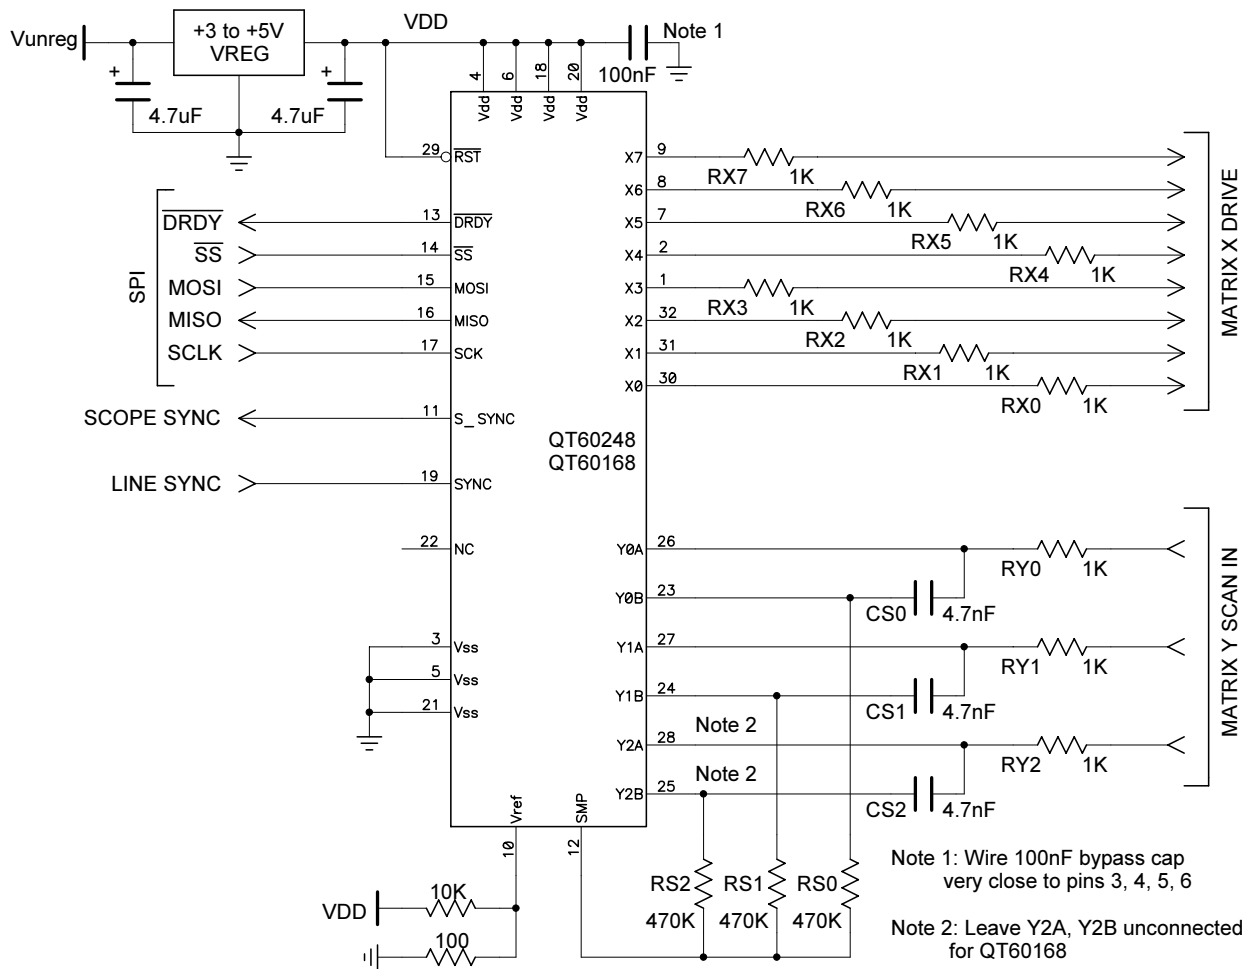 Vunreg
+3 to +5V
VREG
VDD
Note 1
100nF
+
4.7uF
+
4.7uF
4
6
18
20
Vdd
Vdd
Vdd
Vdd
29
RST
SPI
DRDY
13
DRDY
SS
14
SS
MOSI
15
MOSI
MISO
16
MISO
SCLK
17
SCK
SCOPE SYNC
11
S_SYNC
LINE SYNC
19
SYNC
22
NC
3
Vss
5
Vss
21
Vss
QT60248
QT60168
X7
9
RX7
1K
X6
8
RX6
1K
X5
7
RX5
1K
X4
2
RX4
1K
X3
1
RX3
1K
X2
32
RX2
1K
X1
31
RX1
1K
X0
30
RX0
1K
MATRIX X DRIVE
Y0A
26
RY0
1K
Y0B
23
CS0
4.7nF
Y1A
27
RY1
1K
Y1B
24
CS1
4.7nF
Note 2
Y2A
28
RY2
1K
Note 2
Y2B
25
CS2
4.7nF
MATRIX Y SCAN IN
Vref
10
SMP
12
VDD
10K
100
RS2
470K
RS1
470K
RS0
470K
Note 1: Wire 100nF bypass cap
very close to pins 3, 4, 5, 6
Note 2: Leave Y2A, Y2B unconnected
for QT60168